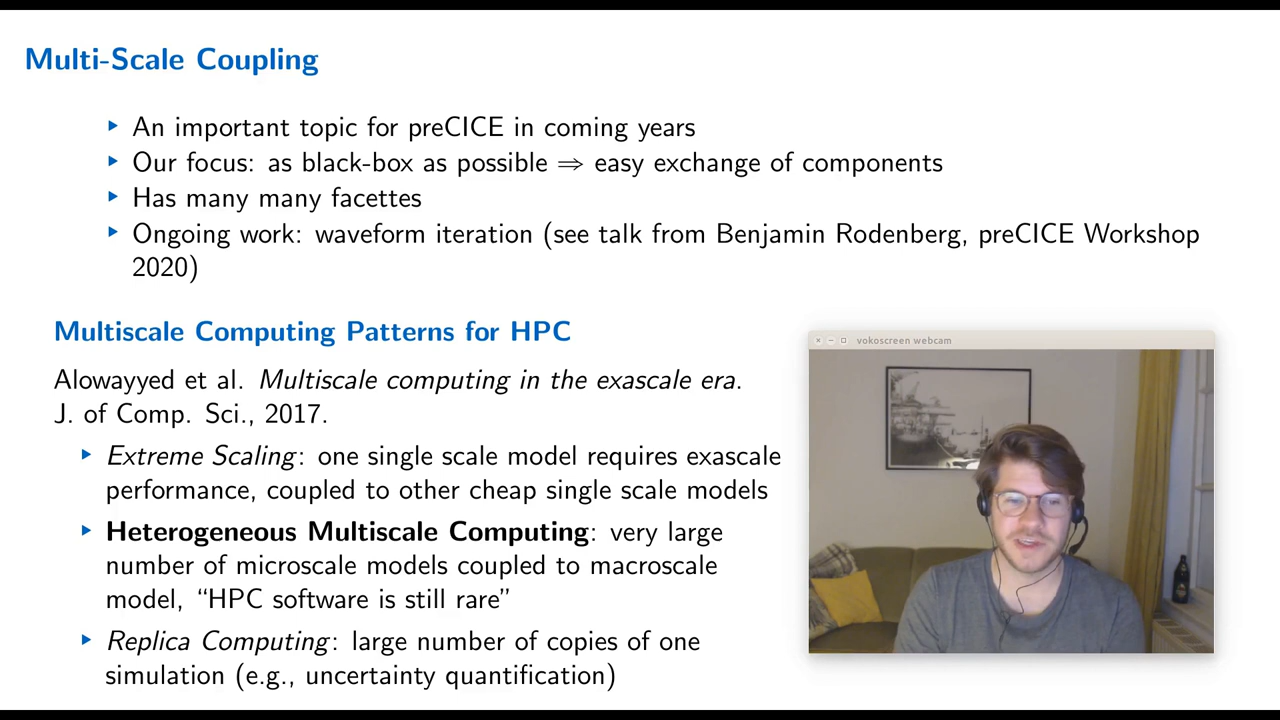 Multi-Scale Coupling
An important topic for preCICE in coming years
Our focus: as black-box as possible ⇒ easy exchange of components
Has many many facettes
Ongoing work: waveform iteration (see talk from Benjamin Rodenberg, preCICE Workshop
2020)
Multiscale Computing Patterns for HPC
Alowayyed et al. Multiscale computing in the exascale era.
J. of Comp. Sci., 2017.
Extreme Scaling: one single scale model requires exascale
performance, coupled to other cheap single scale models
Heterogeneous Multiscale Computing: very large
number of microscale models coupled to macroscale
model, “HPC software is still rare”
Replica Computing: large number of copies of one
simulation (e.g., uncertainty quantification)
vokoscreen webcam